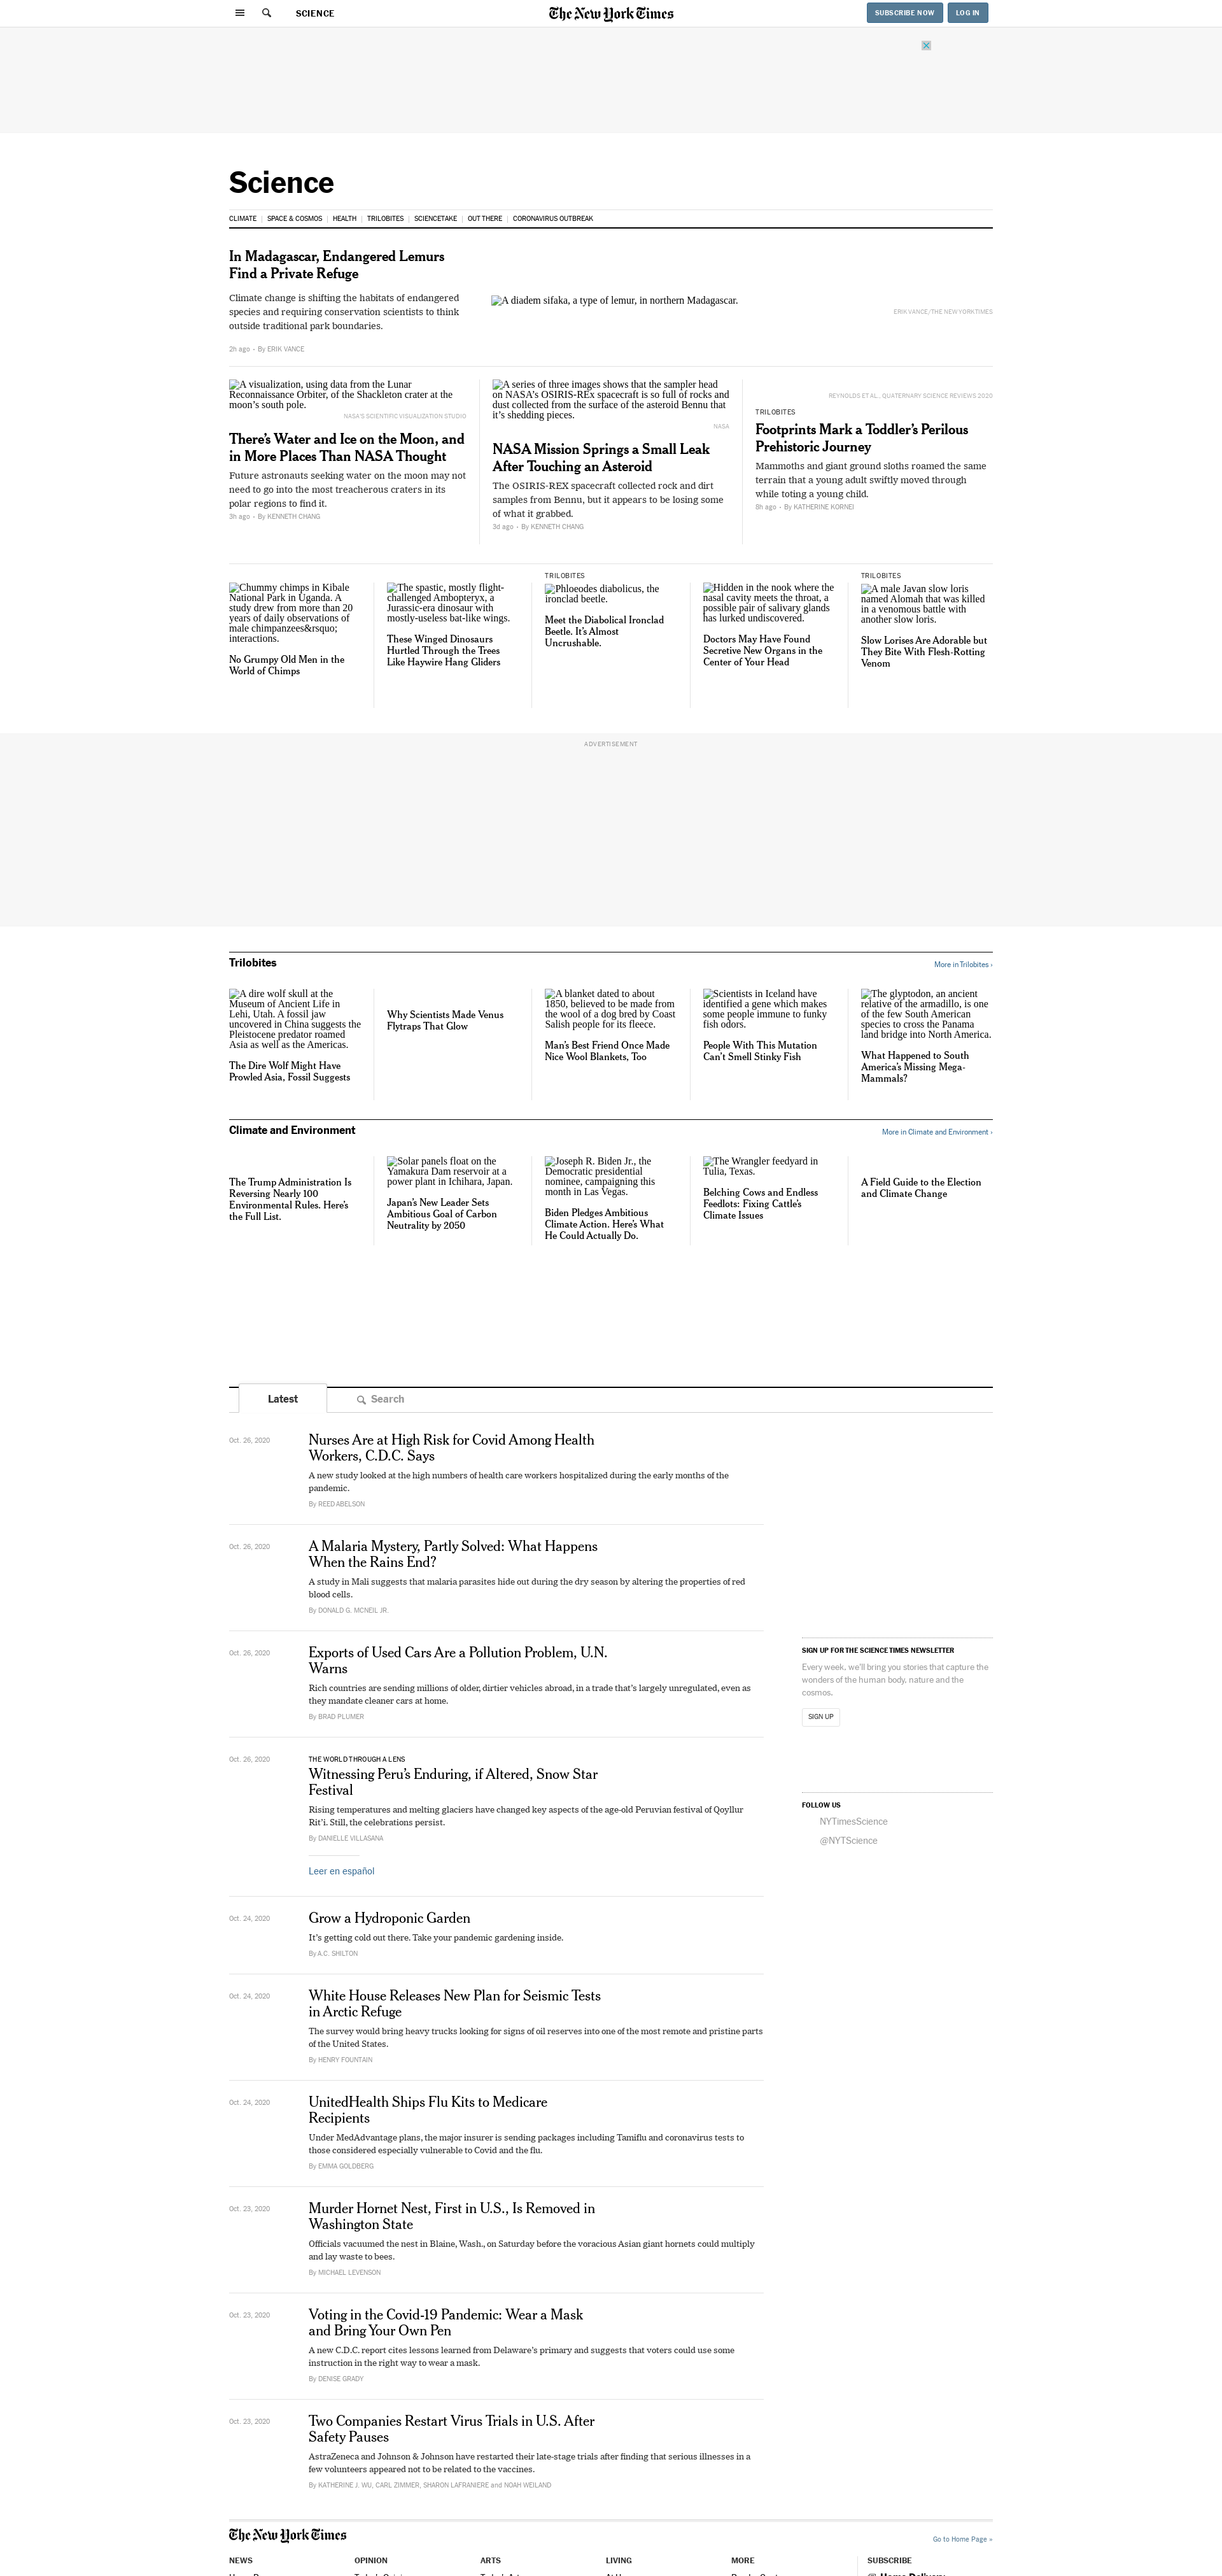 SCIENCE
The New York Times
SUBSCRIBE NOW
LOG IN
Science
CLIMATE
SPACE & COSMOS
HEALTH
TRILOBITES
SCIENCETAKE
OUT THERE
CORONAVIRUS OUTBREAK
In Madagascar, Endangered Lemurs
Find a Private Refuge
Climate change is shifting the habitats of endangered
species and requiring conservation scientists to think
outside traditional park boundaries.
2h ago • By ERIK VANCE
A diadem sifaka, a type of lemur, in northern Madagascar.
ERIK VANCE/THE NEW YORK TIMES
A visualization, using data from the Lunar
Reconnaissance Orbiter, of the Shackleton crater at the
moon’s south pole.
NASA'S SCIENTIFIC VISUALIZATION STUDIO
There’s Water and Ice on the Moon, and
in More Places Than NASA Thought
Future astronauts seeking water on the moon may not
need to go into the most treacherous craters in its
polar regions to find it.
3h ago • By KENNETH CHANG
A series of three images shows that the sampler head
on NASA’s OSIRIS-REx spacecraft is so full of rocks and
dust collected from the surface of the asteroid Bennu that
it’s shedding pieces.
NASA
NASA Mission Springs a Small Leak
After Touching an Asteroid
The OSIRIS-REX spacecraft collected rock and dirt
samples from Bennu, but it appears to be losing some
of what it grabbed.
3d ago • By KENNETH CHANG
REYNOLDS ET AL., QUATERNARY SCIENCE REVIEWS 2020
TRILOBITES
Footprints Mark a Toddler’s Perilous
Prehistoric Journey
Mammoths and giant ground sloths roamed the same
terrain that a young adult swiftly moved through
while toting a young child.
8h ago • By KATHERINE KORNEI
Chummy chimps in Kibale
National Park in Uganda. A
study drew from more than 20
years of daily observations of
male chimpanzees&rsquo;
interactions.
No Grumpy Old Men in the
World of Chimps
The spastic, mostly flight-
challenged Ambopteryx, a
Jurassic-era dinosaur with
mostly-useless bat-like wings.
These Winged Dinosaurs
Hurtled Through the Trees
Like Haywire Hang Gliders
TRILOBITES
Phloeodes diabolicus, the
ironclad beetle.
Meet the Diabolical Ironclad
Beetle. It’s Almost
Uncrushable.
Hidden in the nook where the
nasal cavity meets the throat, a
possible pair of salivary glands
has lurked undiscovered.
Doctors May Have Found
Secretive New Organs in the
Center of Your Head
TRILOBITES
A male Javan slow loris
named Alomah that was killed
in a venomous battle with
another slow loris.
Slow Lorises Are Adorable but
They Bite With Flesh-Rotting
Venom
ADVERTISEMENT
Trilobites
More in Trilobites ›
A dire wolf skull at the
Museum of Ancient Life in
Lehi, Utah. A fossil jaw
uncovered in China suggests the
Pleistocene predator roamed
Asia as well as the Americas.
The Dire Wolf Might Have
Prowled Asia, Fossil Suggests
Why Scientists Made Venus
Flytraps That Glow
A blanket dated to about
1850, believed to be made from
the wool of a dog bred by Coast
Salish people for its fleece.
Man’s Best Friend Once Made
Nice Wool Blankets, Too
Scientists in Iceland have
identified a gene which makes
some people immune to funky
fish odors.
People With This Mutation
Can’t Smell Stinky Fish
The glyptodon, an ancient
relative of the armadillo, is one
of the few South American
species to cross the Panama
land bridge into North America.
What Happened to South
America’s Missing Mega-
Mammals?
Climate and Environment
More in Climate and Environment ›
The Trump Administration Is
Reversing Nearly 100
Environmental Rules. Here’s
the Full List.
Solar panels float on the
Yamakura Dam reservoir at a
power plant in Ichihara, Japan.
Japan’s New Leader Sets
Ambitious Goal of Carbon
Neutrality by 2050
Joseph R. Biden Jr., the
Democratic presidential
nominee, campaigning this
month in Las Vegas.
Biden Pledges Ambitious
Climate Action. Here’s What
He Could Actually Do.
The Wrangler feedyard in
Tulia, Texas.
Belching Cows and Endless
Feedlots: Fixing Cattle’s
Climate Issues
A Field Guide to the Election
and Climate Change
Latest
Search
Oct. 26, 2020
Nurses Are at High Risk for Covid Among Health
Workers, C.D.C. Says
A new study looked at the high numbers of health care workers hospitalized during the early months of the
pandemic.
By REED ABELSON
Oct. 26, 2020
A Malaria Mystery, Partly Solved: What Happens
When the Rains End?
A study in Mali suggests that malaria parasites hide out during the dry season by altering the properties of red
blood cells.
By DONALD G. MCNEIL JR.
Oct. 26, 2020
Exports of Used Cars Are a Pollution Problem, U.N.
Warns
Rich countries are sending millions of older, dirtier vehicles abroad, in a trade that’s largely unregulated, even as
they mandate cleaner cars at home.
By BRAD PLUMER
SIGN UP FOR THE SCIENCE TIMES NEWSLETTER
Every week, we'll bring you stories that capture the
wonders of the human body, nature and the
cosmos.
SIGN UP
Oct. 26, 2020
THE WORLD THROUGH A LENS
Witnessing Peru’s Enduring, if Altered, Snow Star
Festival
Rising temperatures and melting glaciers have changed key aspects of the age-old Peruvian festival of Qoyllur
Rit’i. Still, the celebrations persist.
By DANIELLE VILLASANA
Leer en español
FOLLOW US
NYTimesScience
@NYTScience
Oct. 24, 2020
Grow a Hydroponic Garden
It’s getting cold out there. Take your pandemic gardening inside.
By A.C. SHILTON
Oct. 24, 2020
White House Releases New Plan for Seismic Tests
in Arctic Refuge
The survey would bring heavy trucks looking for signs of oil reserves into one of the most remote and pristine parts
of the United States.
By HENRY FOUNTAIN
Oct. 24, 2020
UnitedHealth Ships Flu Kits to Medicare
Recipients
Under MedAdvantage plans, the major insurer is sending packages including Tamiflu and coronavirus tests to
those considered especially vulnerable to Covid and the flu.
By EMMA GOLDBERG
Oct. 23, 2020
Murder Hornet Nest, First in U.S., Is Removed in
Washington State
Officials vacuumed the nest in Blaine, Wash., on Saturday before the voracious Asian giant hornets could multiply
and lay waste to bees.
By MICHAEL LEVENSON
Oct. 23, 2020
Voting in the Covid-19 Pandemic: Wear a Mask
and Bring Your Own Pen
A new C.D.C. report cites lessons learned from Delaware’s primary and suggests that voters could use some
instruction in the right way to wear a mask.
By DENISE GRADY
Oct. 23, 2020
Two Companies Restart Virus Trials in U.S. After
Safety Pauses
AstraZeneca and Johnson & Johnson have restarted their late-stage trials after finding that serious illnesses in a
few volunteers appeared not to be related to the vaccines.
By KATHERINE J. WU, CARL ZIMMER, SHARON LAFRANIERE and NOAH WEILAND
The New York Times
Go to Home Page »
NEWS
OPINION
ARTS
LIVING
MORE
SUBSCRIBE